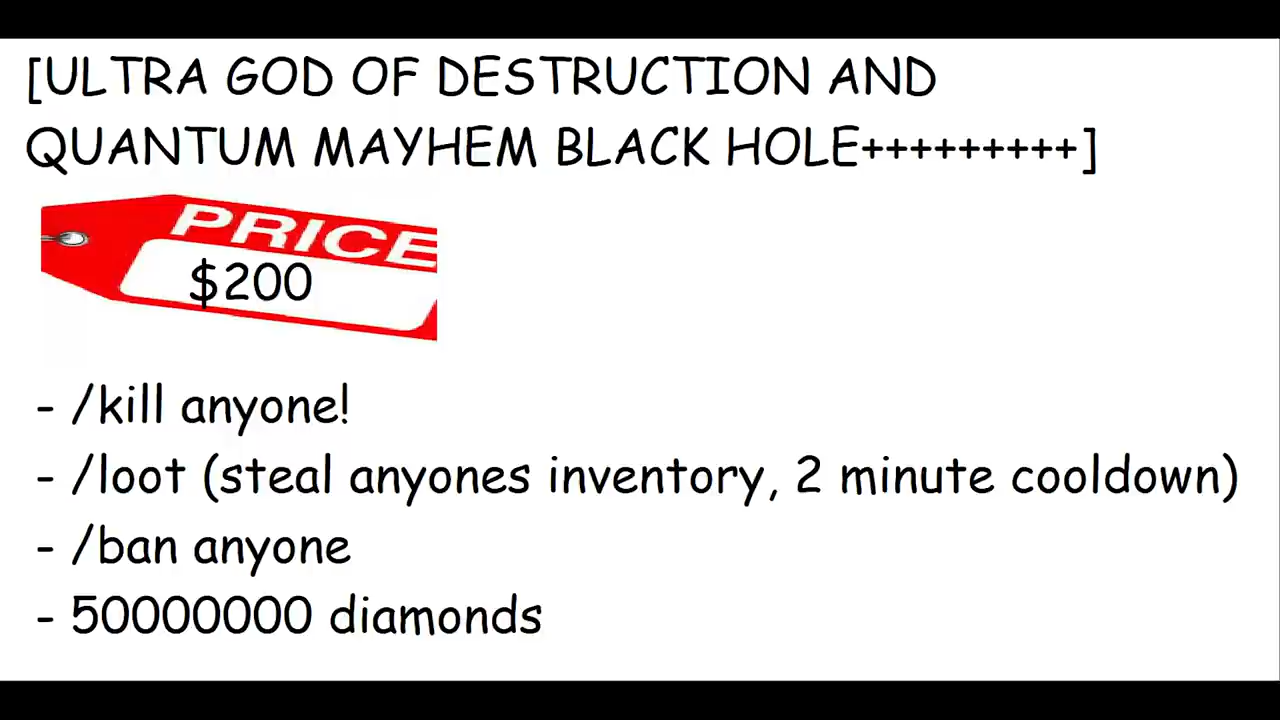 [ULTRA GOD OF DESTRUCTION AND
QUANTUM MAYHEM BLACK HOLE+++++++++]
PRICE
$200
- /kill anyone!
- /loot (steal anyones inventory, 2 minute cooldown)
- /ban anyone
- 50000000 diamonds